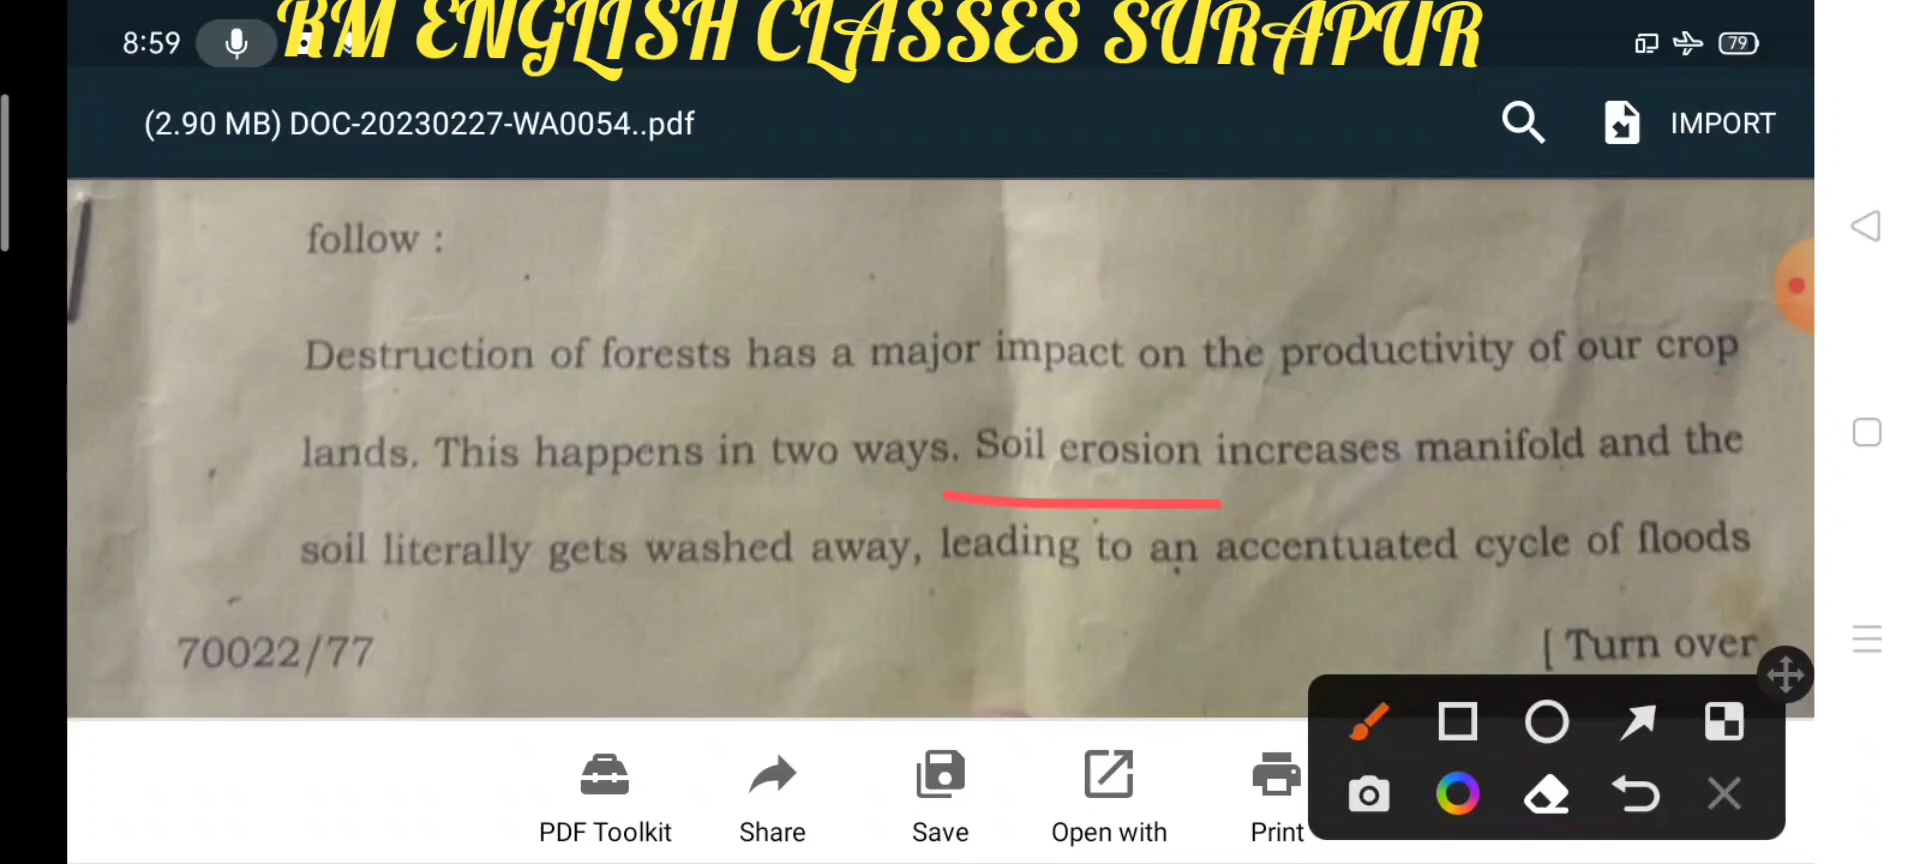 RM ENGLISH CLASSES SURAPUR
8:59
79
(2.90 MB) DOC-20230227-WA0054..pdf
IMPORT
follow :
Destruction of forests has a major impact on the productivity of our crop
lands. This happens in two ways. Soil erosion increases manifold and the
soil literally gets washed away, leading to an accentuated cycle of floods
70022/77
[ Turn over
PDF Toolkit
Share
Save
Open with
Print